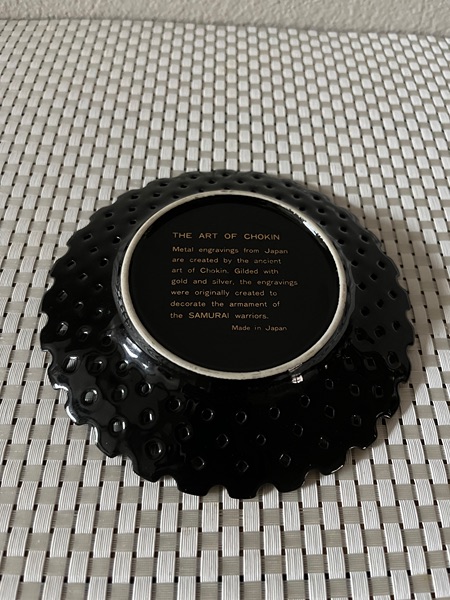 THE ART OF CHOKIN
Metal engravings from Japan
are created by the ancient
art of Chokin. Gilded with
gold and silver, the engravings
were originally created to
decorate the armament of
the SAMURAI warriors.
Made in Japan